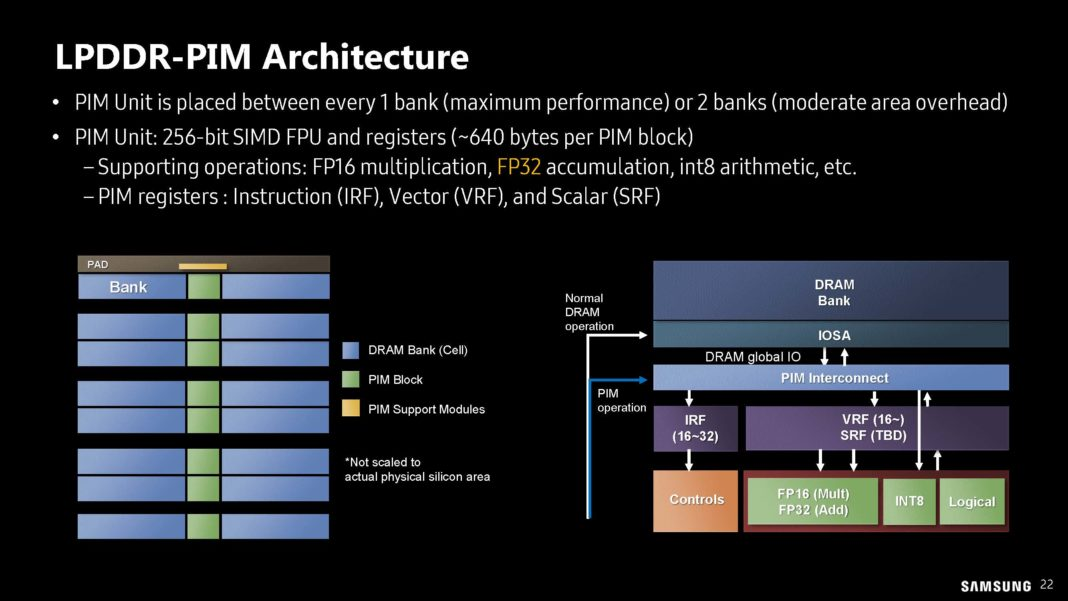 LPDDR-PIM Architecture
• PIM Unit is placed between every 1 bank (maximum performance) or 2 banks (moderate area overhead)
• PIM Unit: 256-bit SIMD FPU and registers (~640 bytes per PIM block)
– Supporting operations: FP16 multiplication, FP32 accumulation, int8 arithmetic, etc.
– PIM registers : Instruction (IRF), Vector (VRF), and Scalar (SRF)
PAD
Bank
DRAM Bank (Cell)
PIM Block
PIM Support Modules
*Not scaled to
actual physical silicon area
Normal
DRAM
operation
PIM
operation
DRAM
Bank
IOSA
DRAM global IO
PIM Interconnect
IRF
(16~32)
VRF (16~)
SRF (TBD)
Controls
FP16 (Mult)
FP32 (Add)
INT8
Logical
SAMSUNG 22